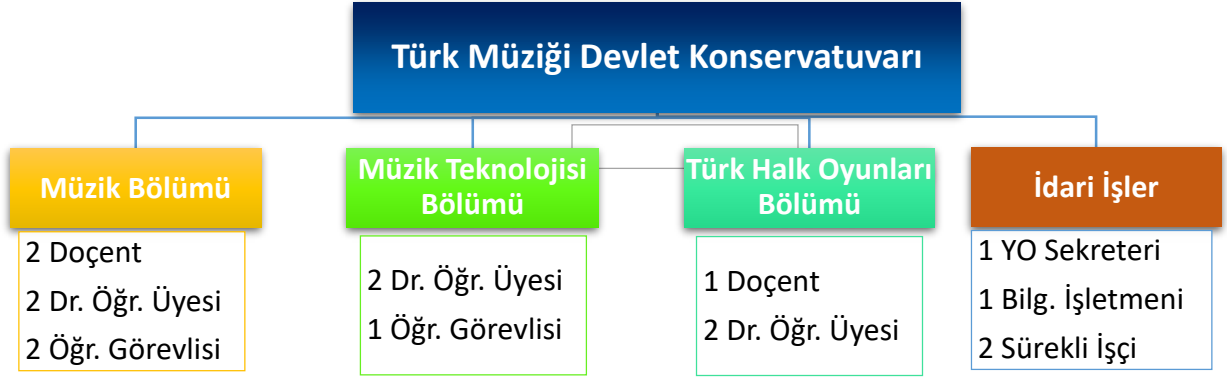 Türk Müziği Devlet Konservatuvarı
Müzik Bölümü
2 Doçent
2 Dr. Öğr. Üyesi
2 Öğr. Görevlisi
Müzik Teknolojisi
Bölümü
2 Dr. Öğr. Üyesi
1 Öğr. Görevlisi
Türk Halk Oyunları
Bölümü
1 Doçent
2 Dr. Öğr. Üyesi
İdari İşler
1 YO Sekreteri
1 Bilg. İşletmeni
2 Sürekli İşçi